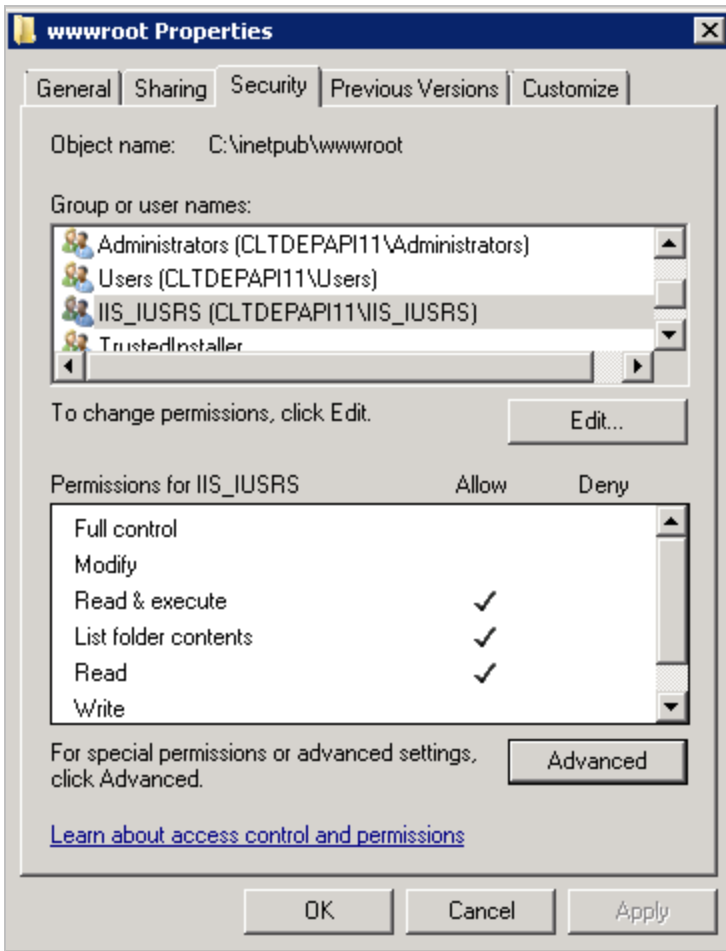 wwwroot Properties
General Sharing Security Previous Versions Customize
Object name: C:\inetpub\wwwroot
Group or user names:
Administrators (CLTDEPAPI11\Administrators)
Users (CLTDEPAPI11\Users)
IIS_IUSRS (CLTDEPAPI11\IIS_IUSRS)
TrustedInstaller
To change permissions, click Edit.
Edit...
Permissions for IIS_IUSRS Allow Deny
Full control
Modify
Read & execute
List folder contents
Read
Write
For special permissions or advanced settings,
click Advanced.
Advanced
Learn about access control and permissions
OK Cancel Apply